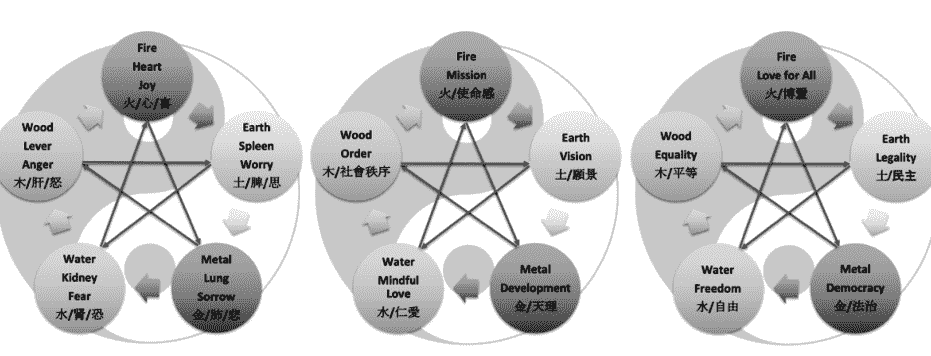 Fire
Heart
Joy
火/心/喜
Wood
Lever
Anger
木/肝/怒
Earth
Spleen
Worry
土/脾/思
Water
Kidney
Fear
水/腎/恐
Metal
Lung
Sorrow
金/肺/悲
Fire
Mission
火/使命感
Wood
Order
木/社會秩序
Earth
Vision
土/願景
Water
Mindful
Love
水/仁愛
Metal
Development
金/天理
Fire
Love for All
火/博愛
Wood
Equality
木/平等
Earth
Legality
土/民主
Water
Freedom
水/自由
Metal
Democracy
金/法治